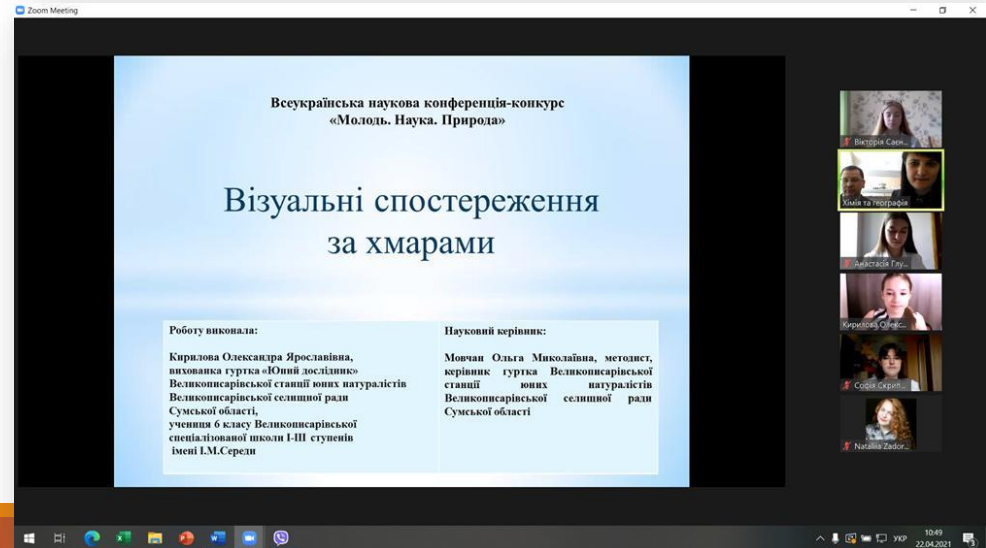 Zoom Meeting
Всеукраїнська наукова конференція-конкурс
«Молодь. Наука. Природа»
Візуальні спостереження
за хмарами
Роботу виконала:
Кирилова Олександра Ярославівна,
вихованка гуртка «Юний дослідник»
Великописарівської станції юних натуралістів
Великописарівської селищної ради
Сумської області,
учениця 6 класу Великописарівської
спеціалізованої школи І-ІІІ ступенів
імені І.М.Середи
Науковий керівник:
Мовчан Ольга Миколаївна, методист,
керівник гуртка Великописарівської
станції юних натуралістів
Великописарівської селищної ради
Сумської області
Вікторія Саєн...
Хімія та географія
Анастасія Глу...
Кирилова Олекс...
Софія Скрип...
Nataliia Zador...
УКР
10:49
22.04.2021